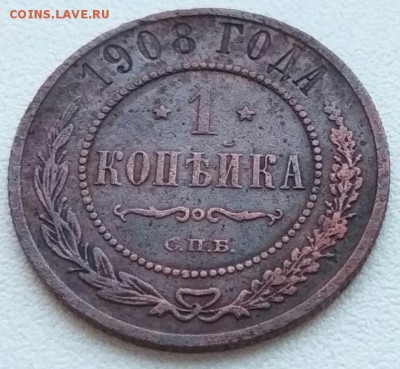 COINS.LAVE.RU
1908 ГОДА
1
КОПѢЙКА
С.П.Б.